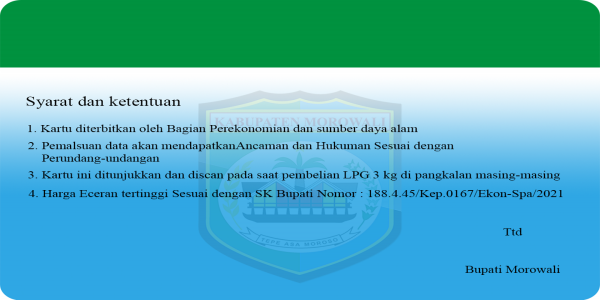 Syarat dan ketentuan
KABUPATEN MOROWALI
1. Kartu diterbitkan oleh Bagian Perekonomian dan sumber daya alam
2. Pemalsuan data akan mendapatkanAncaman dan Hukuman Sesuai dengan
Perundang-undangan
3. Kartu ini ditunjukkan dan discan pada saat pembelian LPG 3 kg di pangkalan masing-masing
4. Harga Eceran tertinggi Sesuai dengan SK Bupati Nomor : 188.4.45/Kep.0167/Ekon-Spa/2021
TEPE ASA MOROSO
Ttd
Bupati Morowali